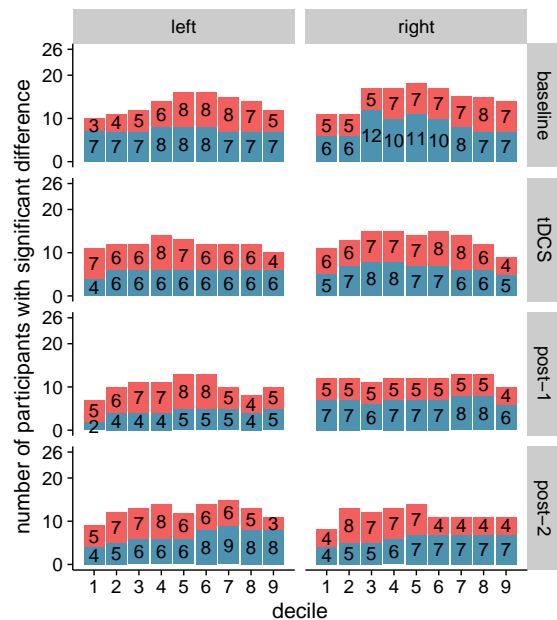 left right
26
20
10
0
3 4 5 6 8 8 8 7 5
7 7 7 8 8 8 7 7 7
5 5 5 7 7 7 7 8 7
6 6 12 10 11 10 8 7 7
baseline
26
20
10
0
7 6 6 8 7 6 6 6 4
4 6 6 6 6 6 6 6 6
6 6 7 7 7 8 8 6 4
5 7 8 8 7 7 6 6 5
tDCS
26
20
10
0
5 6 7 7 8 8 5 4 5
2 4 4 4 5 5 5 4 5
5 5 5 5 5 5 5 5 4
7 7 6 7 7 7 8 8 6
post-1
26
20
10
0
5 7 7 8 6 6 6 5 3
4 5 6 6 6 8 9 8 8
4 8 7 7 7 4 4 4 4
4 5 5 6 7 7 7 7 7
post-2
1 2 3 4 5 6 7 8 9 1 2 3 4 5 6 7 8 9
decile
number of participants with significant difference